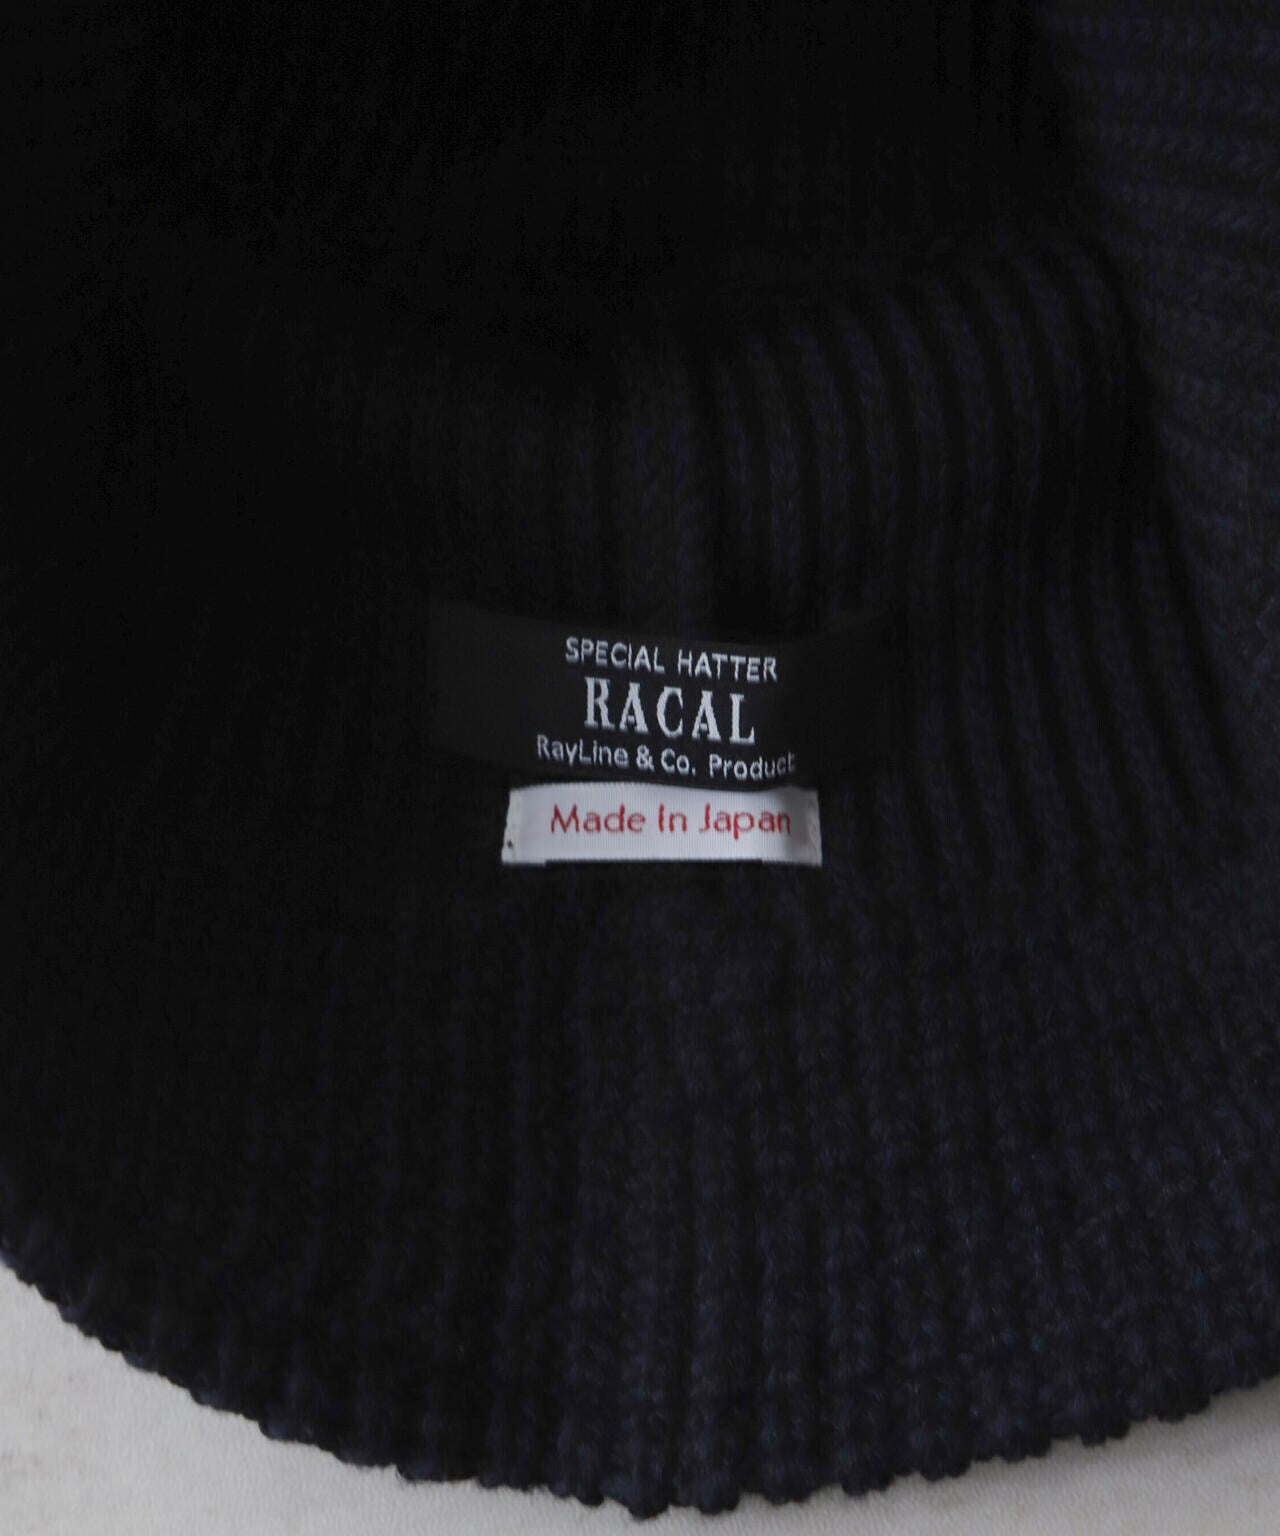 SPECIAL HATTER
RACAL
RayLine & Co. Product
Made In Japan